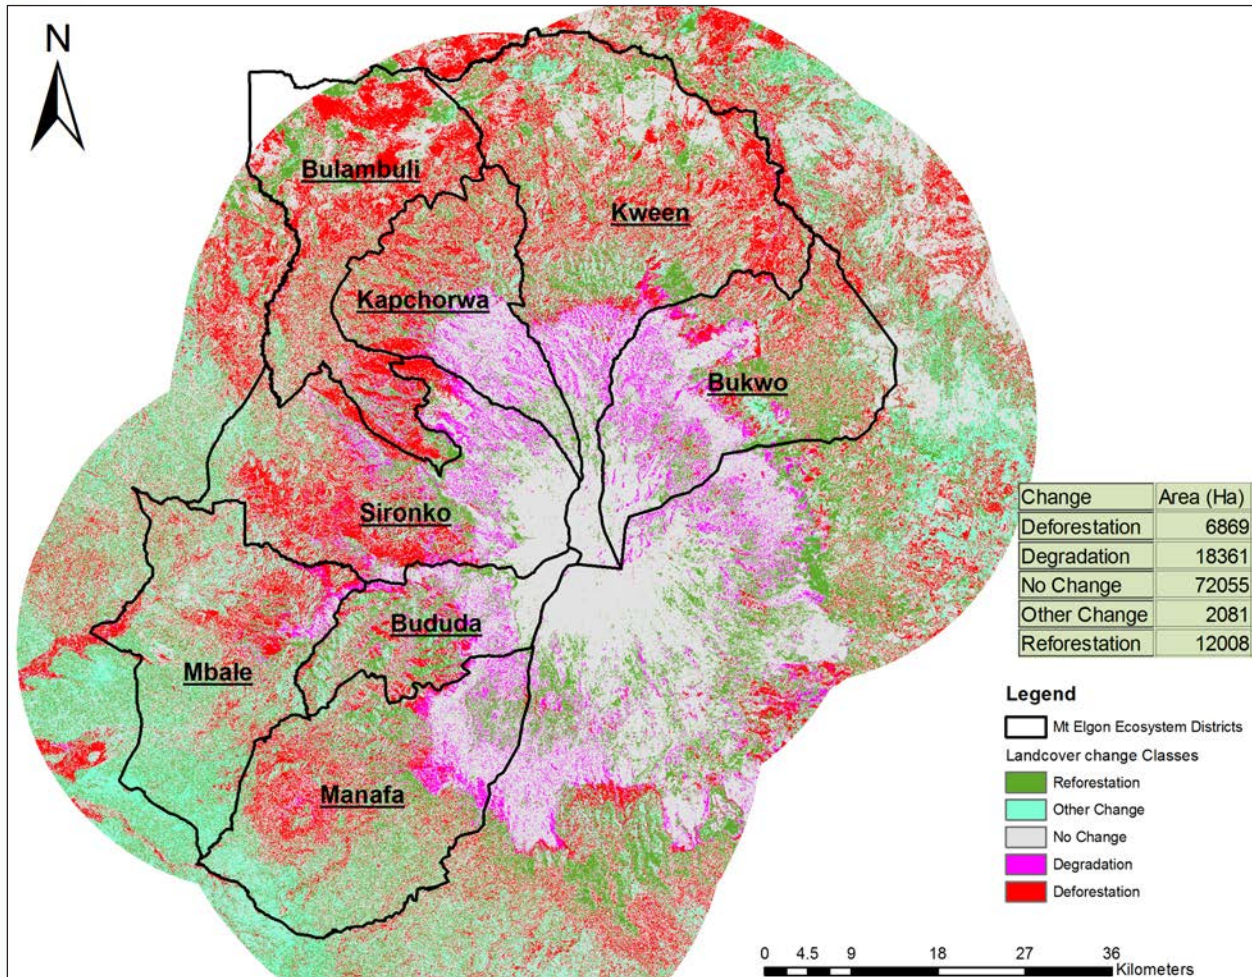 N
Bulambuli
Kween
Kapchorwa
Bukwo
Sironko
Bududa
Mbale
Manafa
Change Area (Ha)
Deforestation 6869
Degradation 18361
No Change 72055
Other Change 2081
Reforestation 12008
Legend
Mt Elgon Ecosystem Districts
Landcover change Classes
Reforestation
Other Change
No Change
Degradation
Deforestation
0 4.5 9 18 27 36
Kilometers